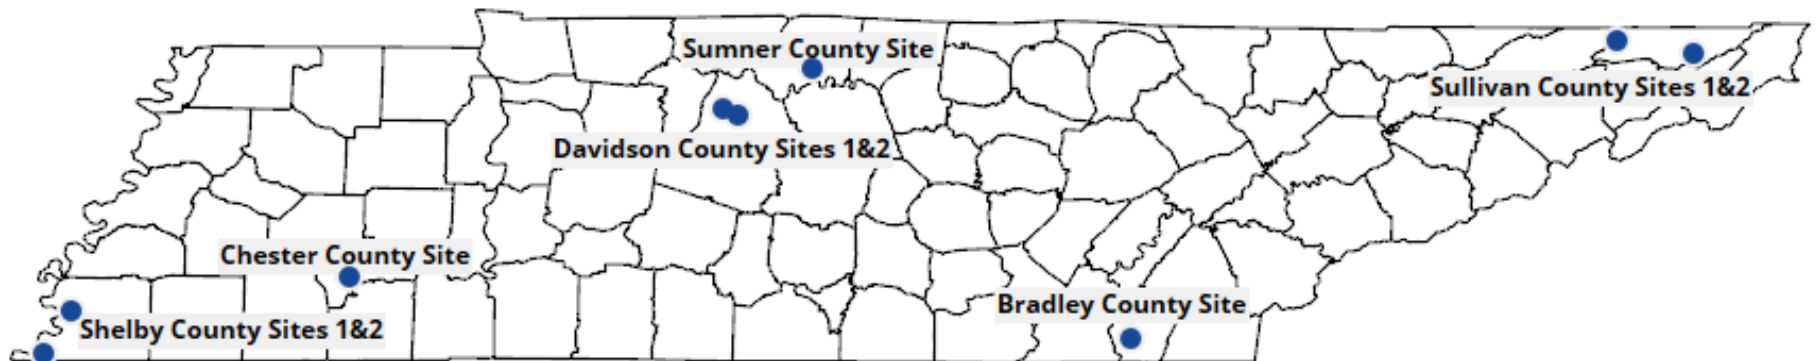 Sumner County Site
Sullivan County Sites 1&2
Davidson County Sites 1&2
Chester County Site
Bradley County Site
Shelby County Sites 1&2